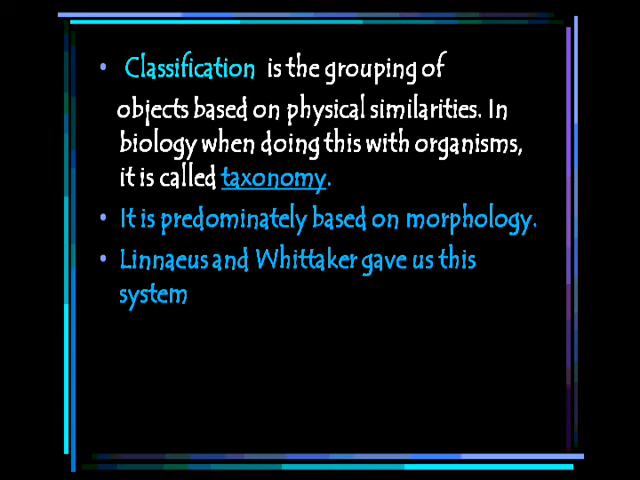 • Classification is the grouping of
objects based on physical similarities. In
biology when doing this with organisms,
it is called taxonomy.
• It is predominately based on morphology.
• Linnaeus and Whittaker gave us this
system